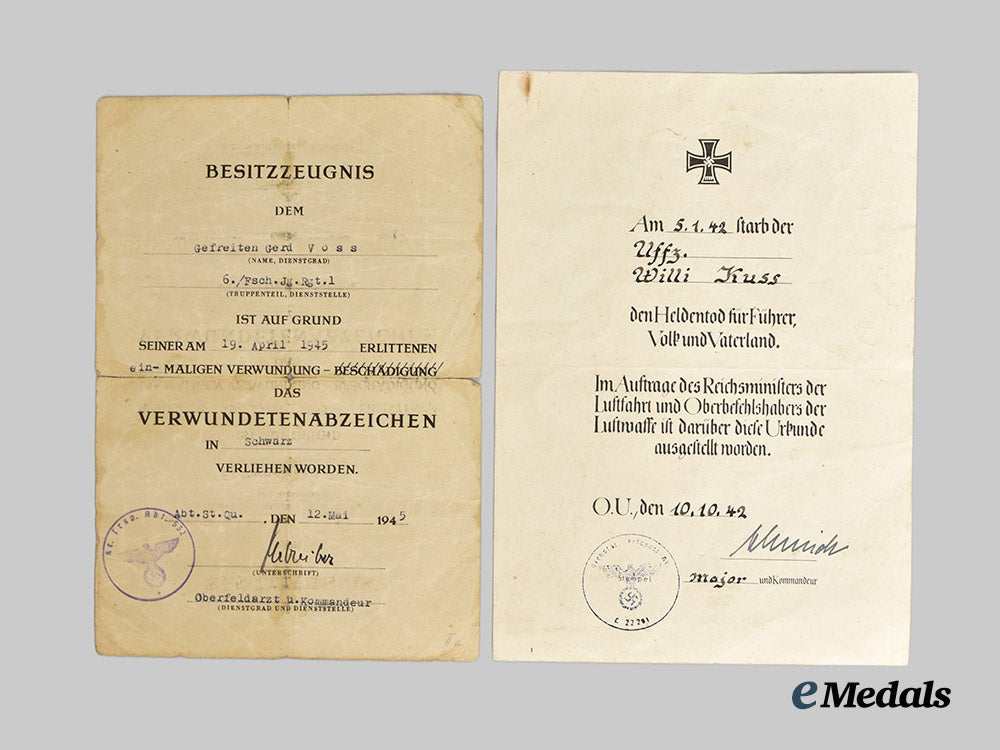 BESITZZEUGNIS
DEM
Gefreiten Gerd Voss
(NAME, DIENSTGRAD)
6./Fsch.Jg.Rgt.1
(TRUPPENTEIL, DIENSTSTELLE)
IST AUF GRUND
SEINER AM 19. April 1945 ERLITTENEN
ein- MALIGEN VERWUNDUNG – BESCHÄDIGUNG
DAS
VERWUNDETENABZEICHEN
IN Schwarz
VERLIEHEN WORDEN.
Abt.St.Qu. , DEN 12.Mai 1945
(UNTERSCHRIFT)
Oberfeldarzt u.Kommandeur
(DIENSTGRAD UND DIENSTSTELLE)
Am 5.1.42 starb der
Uffz.
Willi Kuss
den Heldentod für Führer,
Volk und Vaterland.
Im Auftrage des Reichsministers der
Luftfahrt und Oberbefehlshabers der
Luftwaffe ist darüber diese Urkunde
ausgestellt worden.
O.U., den 10.10.42
Stempel
Major und Kommandeur
eMedals